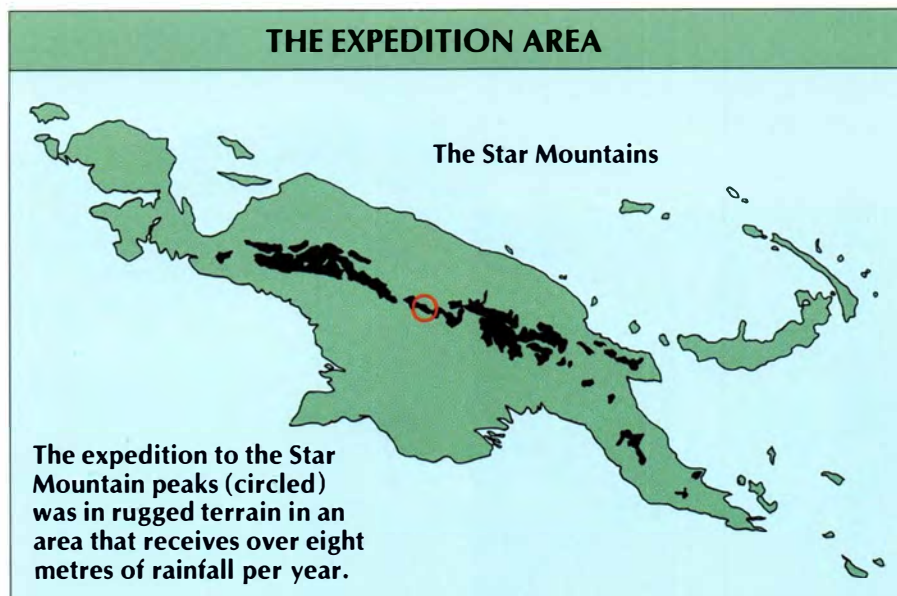 THE EXPEDITION AREA
The Star Mountains
The expedition to the Star
Mountain peaks (circled)
was in rugged terrain in an
area that receives over eight
metres of rainfall per year.